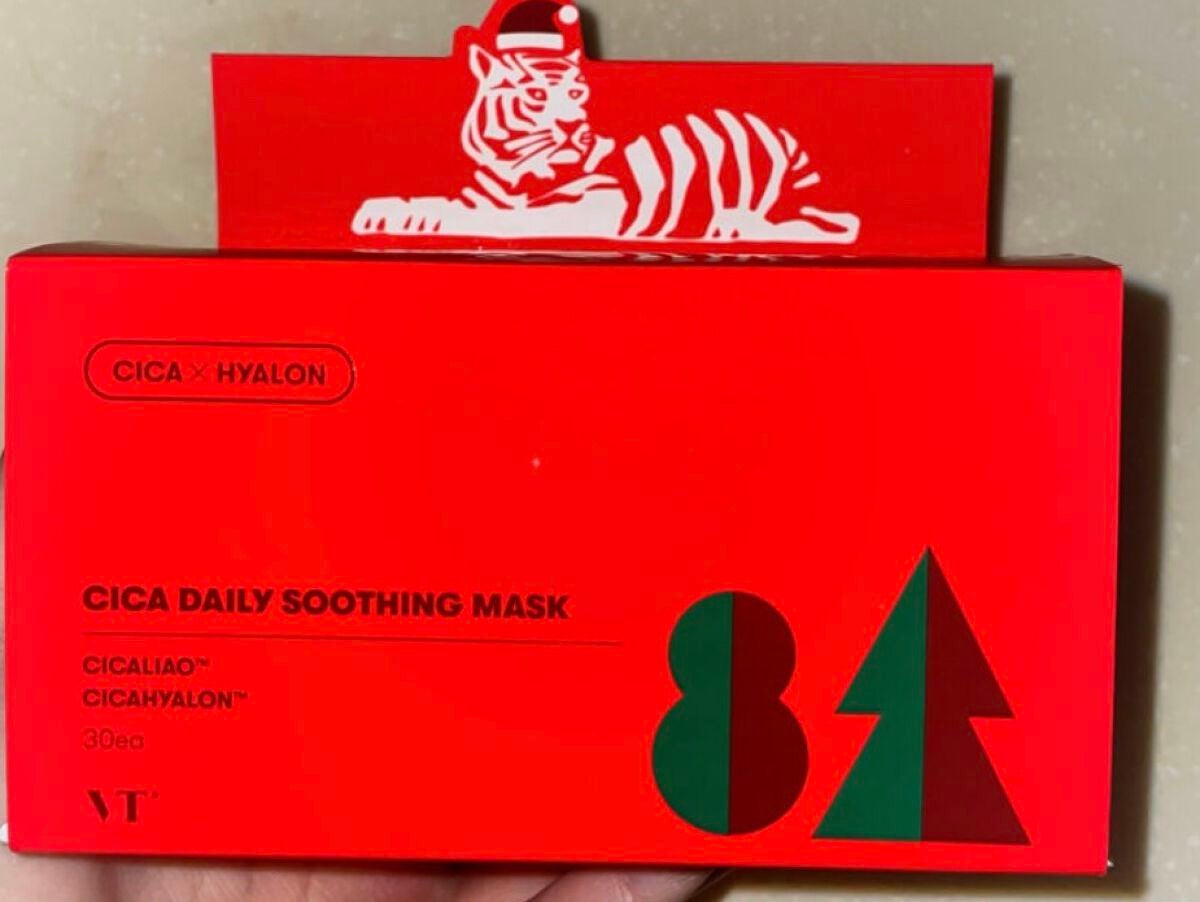 CICA × HYALON
CICA DAILY SOOTHING MASK
CICALIAO™
CICAHYALON™
30ea
VT